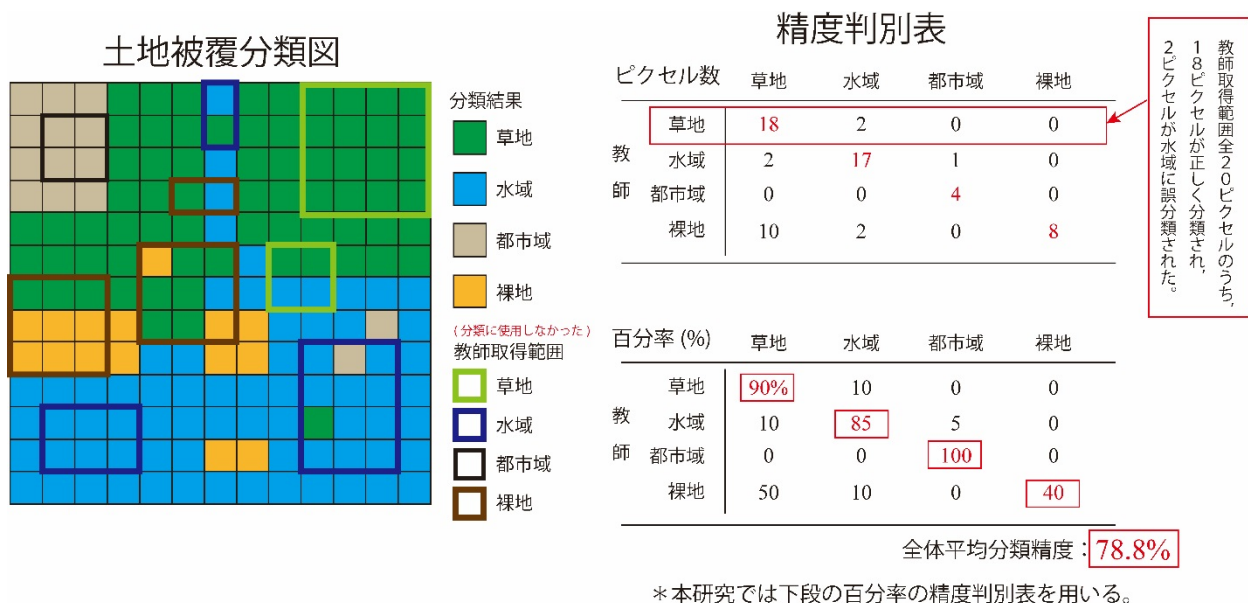 土地被覆分類図
分類結果
草地
水域
都市域
裸地
(分類に使用しなかった)
教師取得範囲
草地
水域
都市域
裸地
精度判別表
ピクセル数 草地 水域 都市域 裸地
教師
草地 18 2 0 0
水域 2 17 1 0
都市域 0 0 4 0
裸地 10 2 0 8
教師取得範囲全20ピクセルのうち,
18ピクセルが正しく分類され,
2ピクセルが水域に誤分類された。
百分率(%) 草地 水域 都市域 裸地
教師
草地 90% 10 0 0
水域 10 85 5 0
都市域 0 0 100 0
裸地 50 10 0 40
全体平均分類精度:78.8%
*本研究では下段の百分率の精度判別表を用いる。